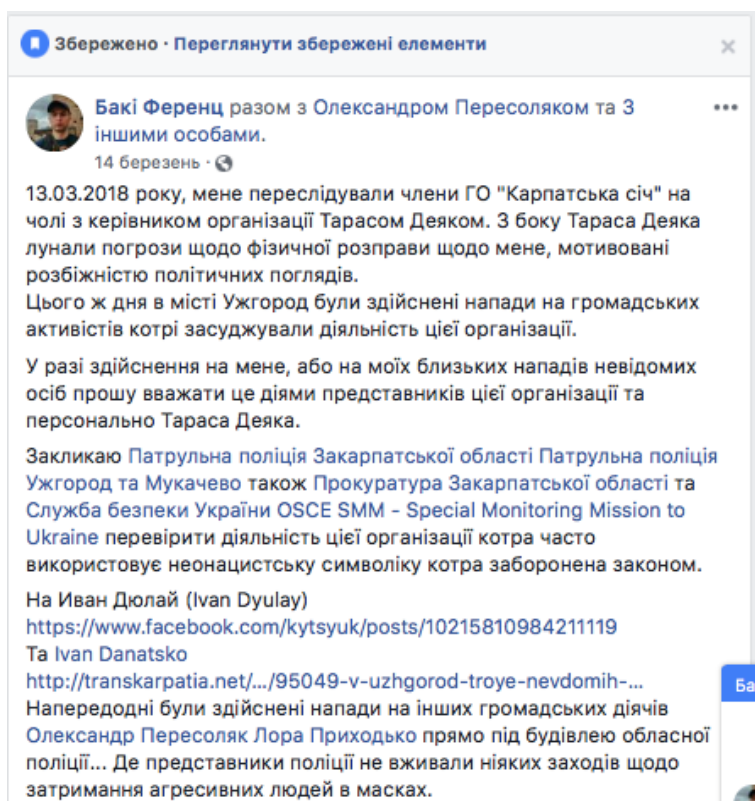 Збережено · Переглянути збережені елементи
Бакі Ференц разом з Олександром Пересоляком та 3
іншими особами.
14 березень ·
13.03.2018 року, мене переслідували члени ГО "Карпатська січ" на
чолі з керівником організації Тарасом Деяком. З боку Тараса Деяка
лунали погрози щодо фізичної розправи щодо мене, мотивовані
розбіжністю політичних поглядів.
Цього ж дня в місті Ужгород були здійснені напади на громадських
активістів котрі засуджували діяльність цієї організації.
У разі здійснення на мене, або на моїх близьких нападів невідомих
осіб прошу вважати це діями представників цієї організації та
персонально Тараса Деяка.
Закликаю Патрульна поліція Закарпатської області Патрульна поліція
Ужгород та Мукачево також Прокуратура Закарпатської області та
Служба безпеки України OSCE SMM - Special Monitoring Mission to
Ukraine перевірити діяльність цієї організації котра часто
використовує неонацистську символіку котра заборонена законом.
На Иван Дюлай (Ivan Dyulay)
https://www.facebook.com/kytsyuk/posts/10215810984211119
Та Ivan Danatsko
http://transkarpatia.net/.../95049-v-uzhgorod-troye-nevdomih-...
Напередодні були здійснені напади на інших громадських діячів
Олександр Пересоляк Лора Приходько прямо під будівлею обласної
поліції... Де представники поліції не вживали ніяких заходів щодо
затримання агресивних людей в масках.